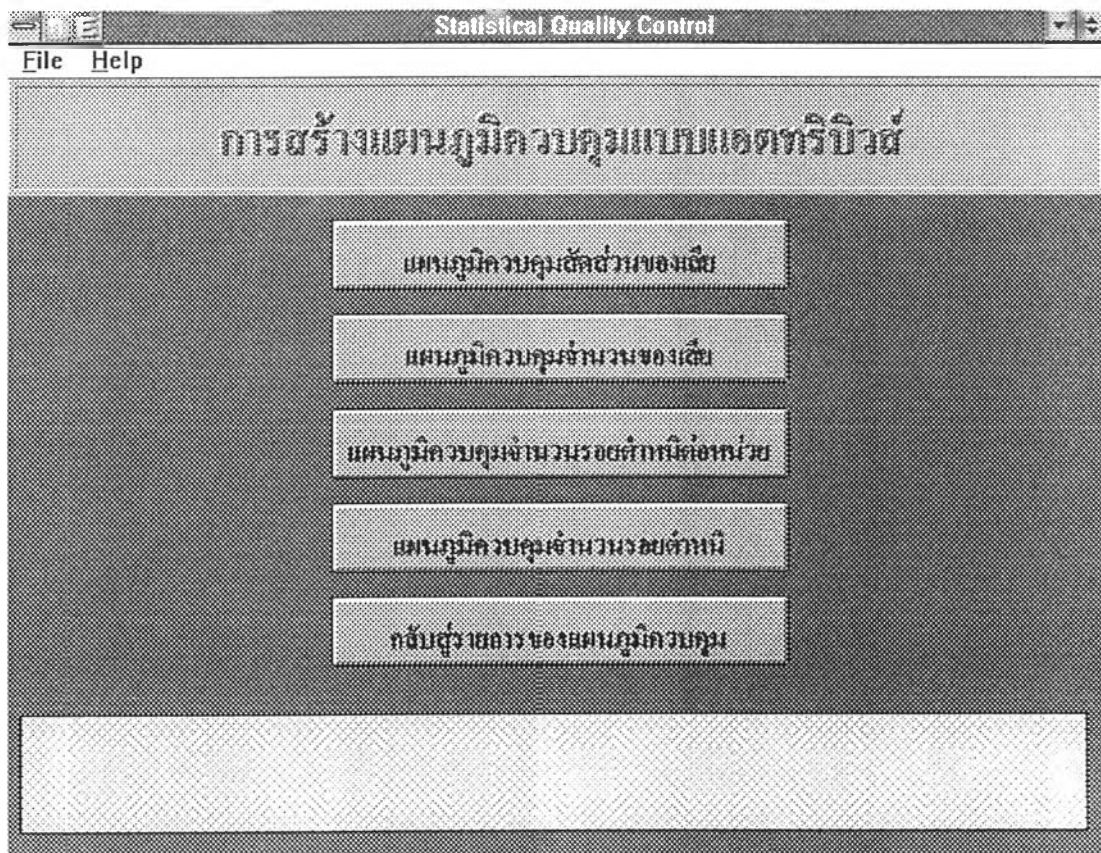 Statistical Quality Control
File Help
การสร้างแผนภูมิควบคุมแบบแอตทริบิวส์
แผนภูมิควบคุมสัดส่วนของเสีย
แผนภูมิควบคุมจำนวนของเสีย
แผนภูมิควบคุมจำนวนรอยตำหนิต่อหน่วย
แผนภูมิควบคุมจำนวนรอยตำหนิ
กลับสู่รายการของแผนภูมิควบคุม